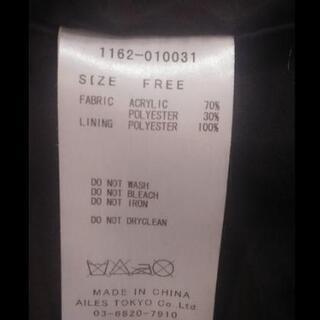 1162-010031
SIZE FREE
FABRIC ACRYLIC 70%
POLYESTER 30%
LINING POLYESTER 100%
DO NOT WASH
DO NOT BLEACH
DO NOT IRON
DO NOT DRYCLEAN
MADE IN CHINA
AILES TOKYO Co.,Ltd
03-6820-7910